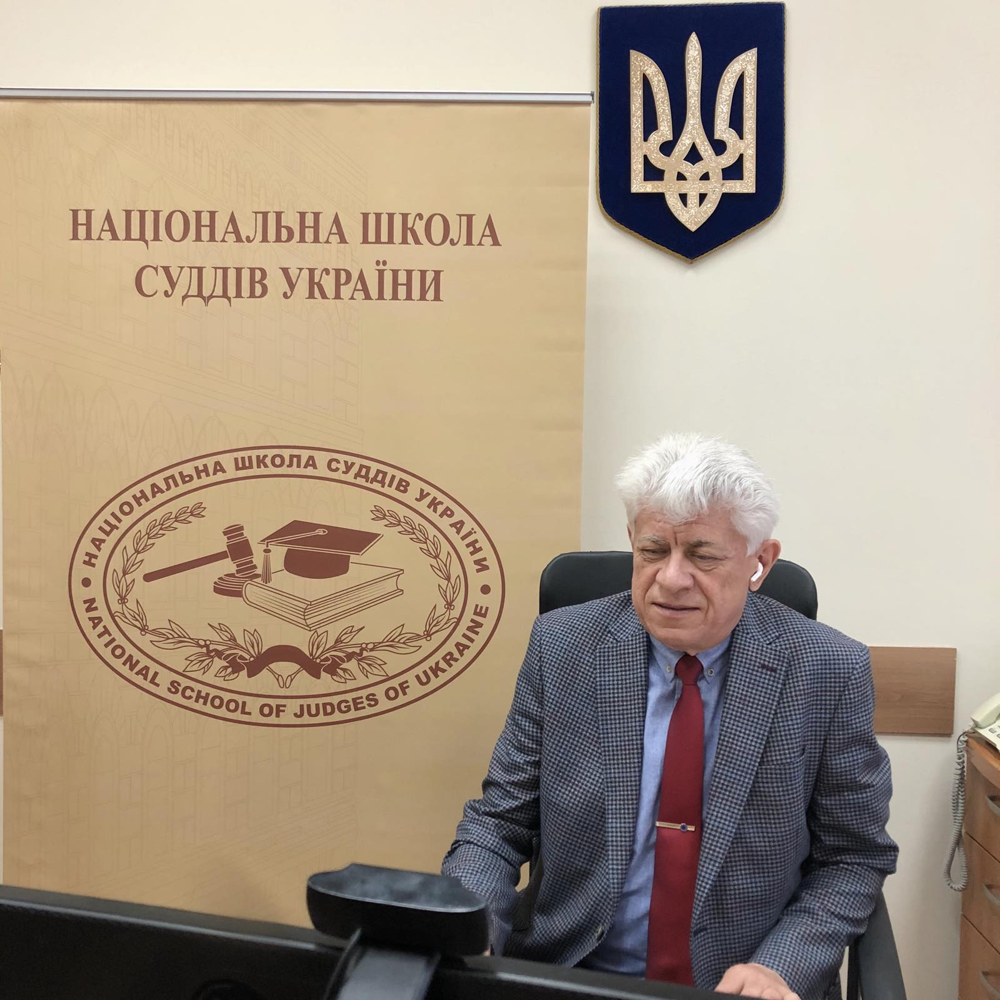 НАЦІОНАЛЬНА ШКОЛА
СУДДІВ УКРАЇНИ
НАЦІОНАЛЬНА ШКОЛА СУДДІВ УКРАЇНИ
NATIONAL SCHOOL OF JUDGES OF UKRAINE